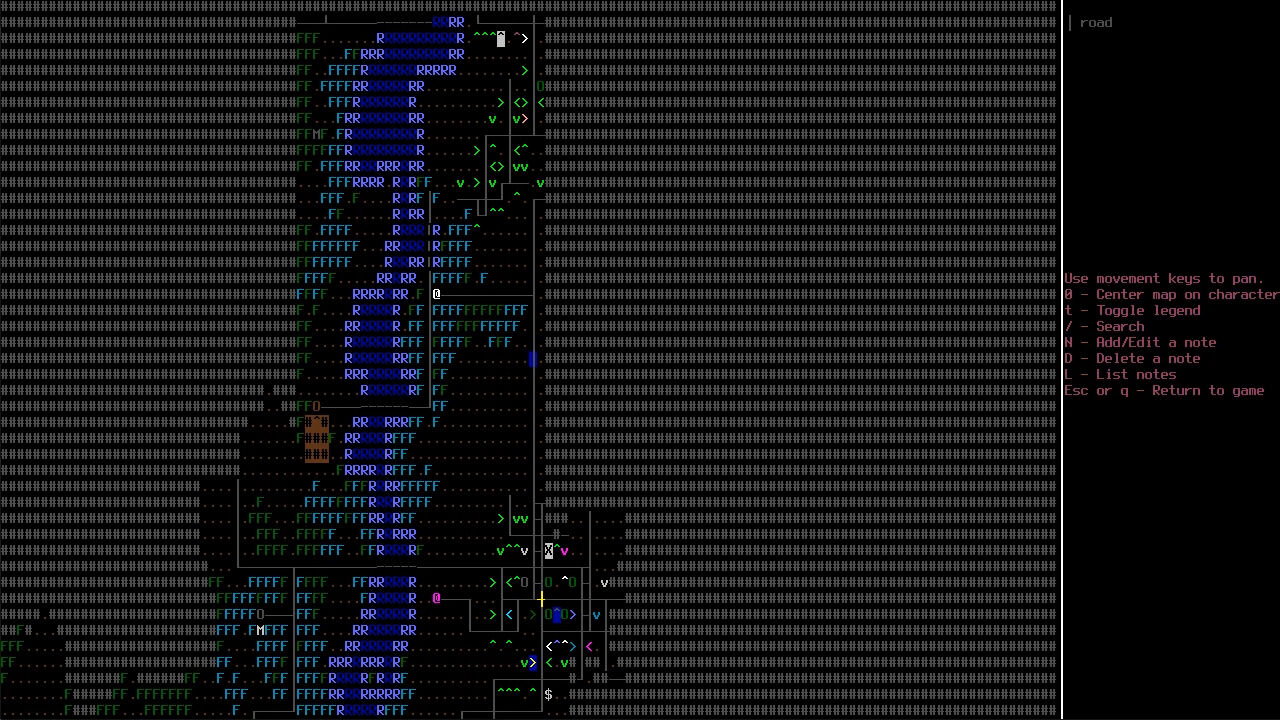 road
Use movement keys to pan.
0 - Center map on character
t - Toggle legend
/ - Search
N - Add/Edit a note
D - Delete a note
L - List notes
Esc or q - Return to game